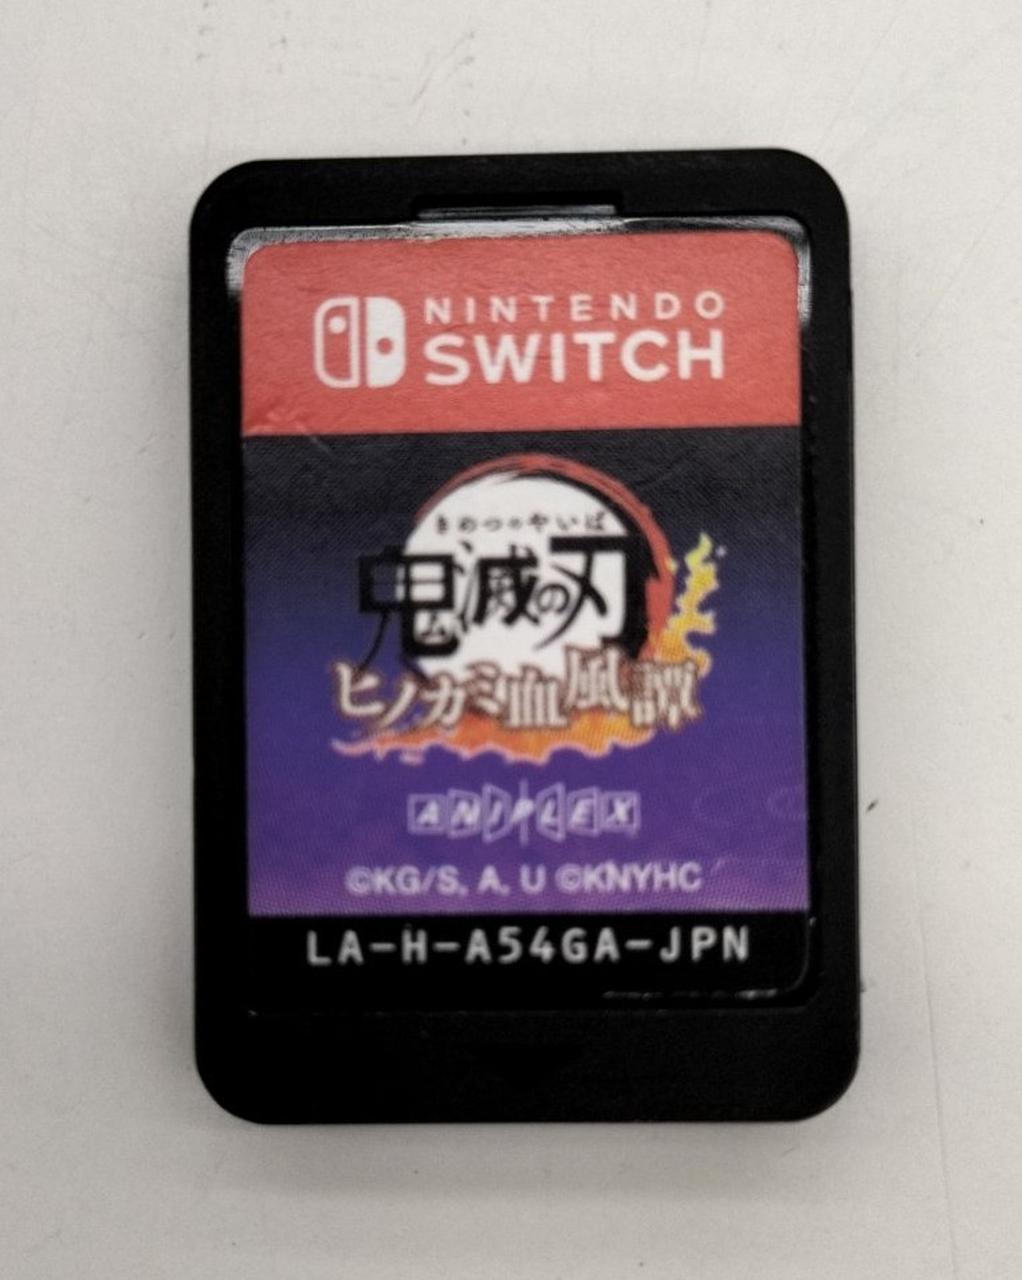 NINTENDO
SWITCH
きめつのやいば
鬼滅の刃
ヒノカミ血風譚
ANIPLEX
©KG/S, A, U ©KNYHC
LA-H-A54GA-JPN